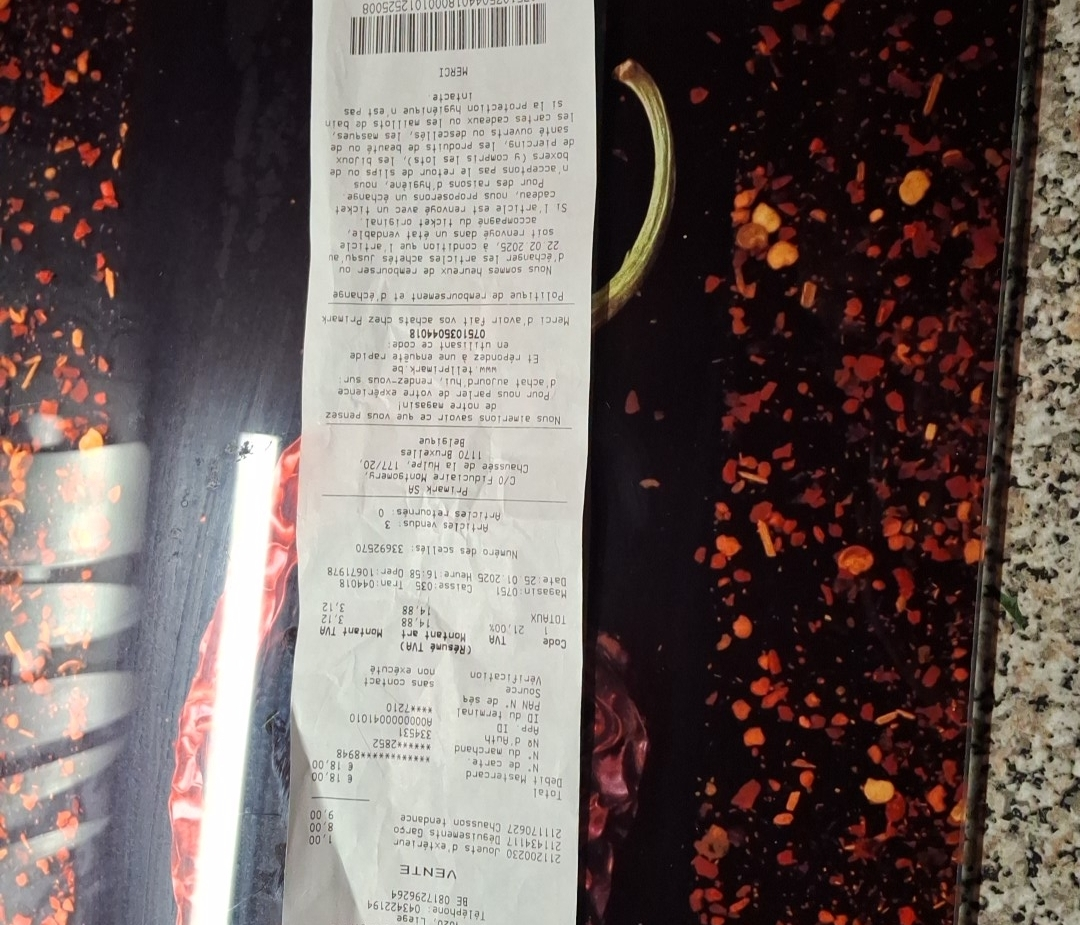 Liege
Téléphone: 043422194
BE 0817296264
VENTE
211200230 Jouets d'extérieur 1,00
211434117 Déguisements Garço 8,00
211170627 Chausson tendance 9,00
Total € 18,00
Debit Mastercard € 18,00
N° de carte. ************8948
N° du marchand ******2852
N° d'Auth 334531
App. ID A0000000041010
ID du terminal ****7210
PAN N° de séq
Source sans contact
Vérification non exécuté
(Résumé TVA)
Code TVA Montant art Montant TVA
1 21,00% 14,88 3,12
TOTAUX 14,88 3,12
Magasin:0751 Caisse:035 Tran:044018
Date:25.01.2025 Heure:16:58 Oper:10671978
Numéro des scellés: 33692570
Articles vendus: 3
Articles retournés: 0
Primark SA
C/O Fiduciaire Montgomery,
Chaussée de la Hulpe, 177/20,
1170 Bruxelles
Belgique
Nous aimerions savoir ce que vous pensez
de notre magasin!
Pour nous parler de votre expérience
d'achat aujourd'hui, rendez-vous sur:
www.tellprimark.be
Et répondez à une enquête rapide
en utilisant ce code:
0751035044018
Merci d'avoir fait vos achats chez Primark
Politique de remboursement et d'échange
Nous sommes heureux de rembourser ou
d'échanger les articles achetés jusqu'au
22.02.2025, à condition que l'article
soit renvoyé dans un état vendable,
accompagné du ticket original.
Si l'article est renvoyé avec un ticket
cadeau, nous proposerons un échange.
Pour des raisons d'hygiène, nous
n'acceptons pas le retour de slips ou de
boxers (y compris les lots), les bijoux
de piercing, les produits de beauté ou de
santé ouverts ou descellés, les masques,
les cartes cadeaux ou les maillots de bain
si la protection hygiénique n'est pas
intacte
MERCI